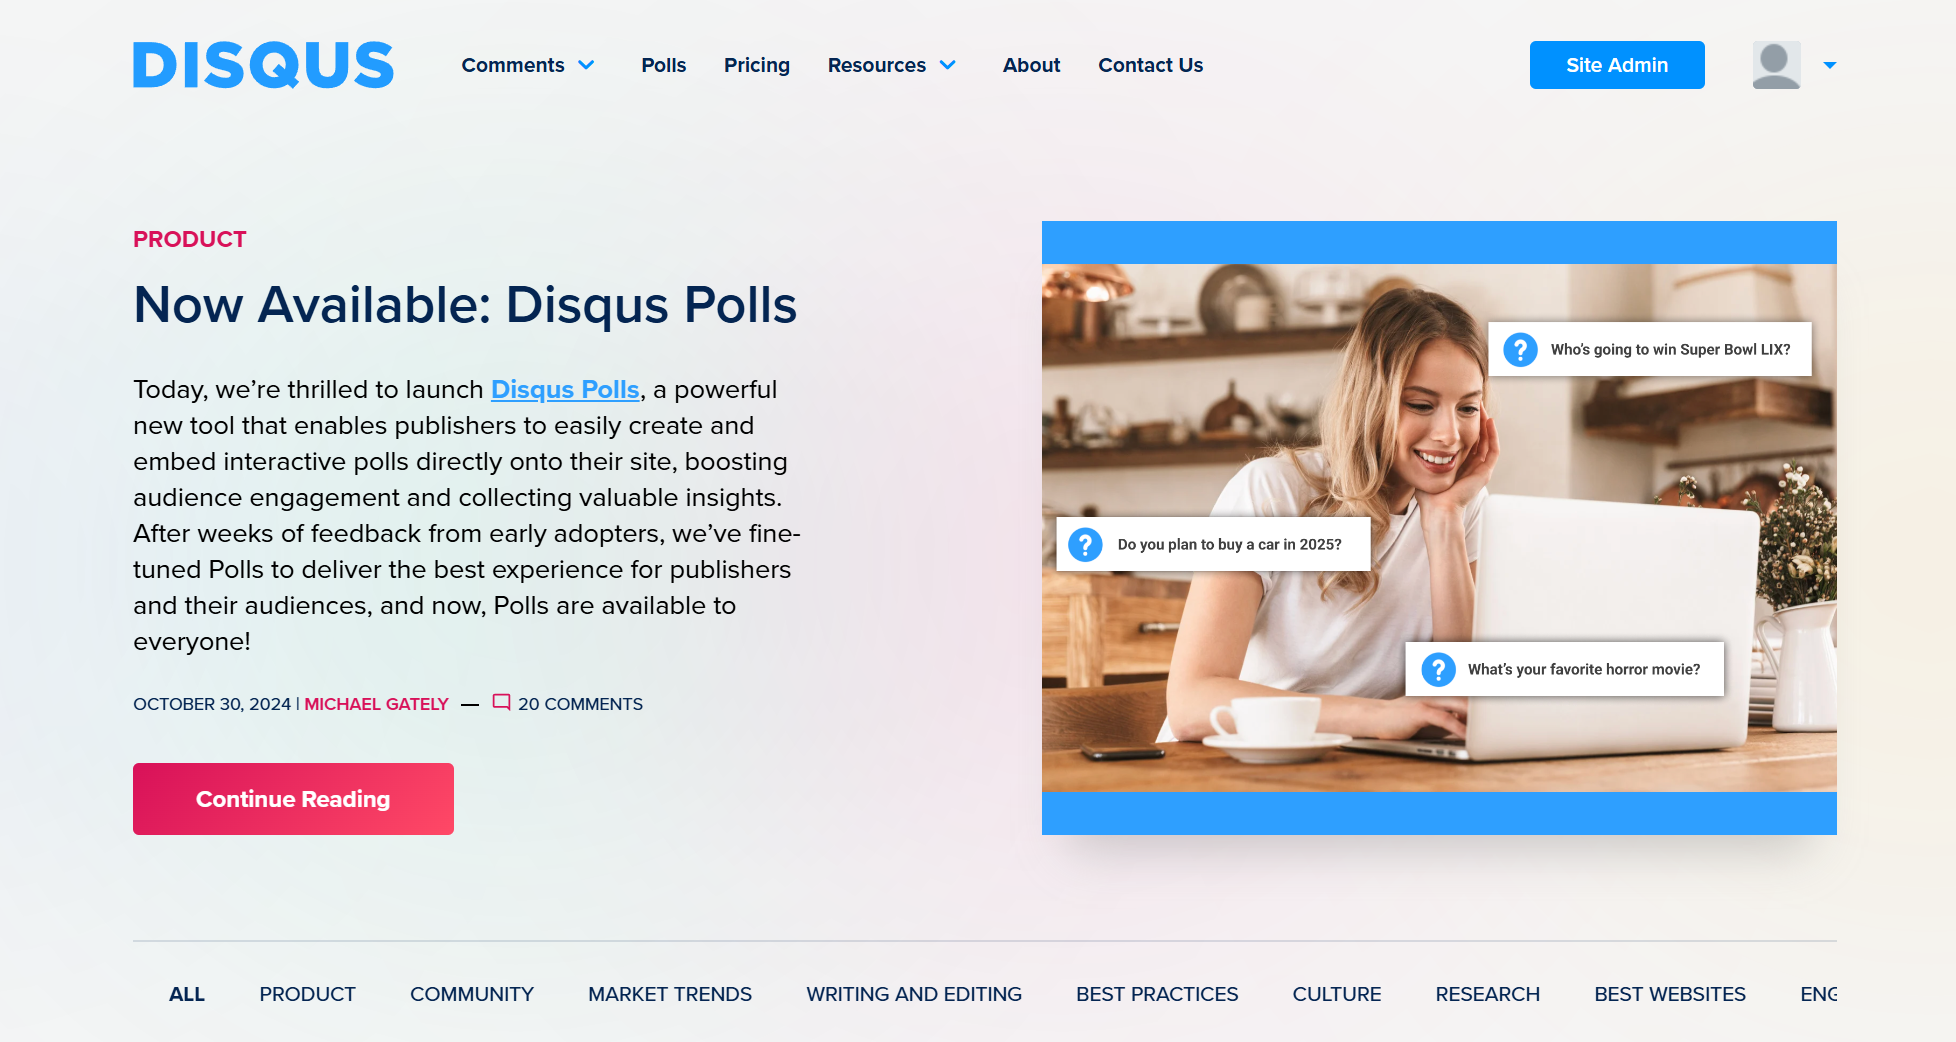 DISQUS
Comments
Polls
Pricing
Resources
About
Contact Us
Site Admin
PRODUCT
Now Available: Disqus Polls
Today, we’re thrilled to launch Disqus Polls, a powerful
new tool that enables publishers to easily create and
embed interactive polls directly onto their site, boosting
audience engagement and collecting valuable insights.
After weeks of feedback from early adopters, we’ve fine-
tuned Polls to deliver the best experience for publishers
and their audiences, and now, Polls are available to
everyone!
OCTOBER 30, 2024 | MICHAEL GATELY — 20 COMMENTS
Continue Reading
? Who's going to win Super Bowl LIX?
? Do you plan to buy a car in 2025?
? What's your favorite horror movie?
ALL
PRODUCT
COMMUNITY
MARKET TRENDS
WRITING AND EDITING
BEST PRACTICES
CULTURE
RESEARCH
BEST WEBSITES
ENG